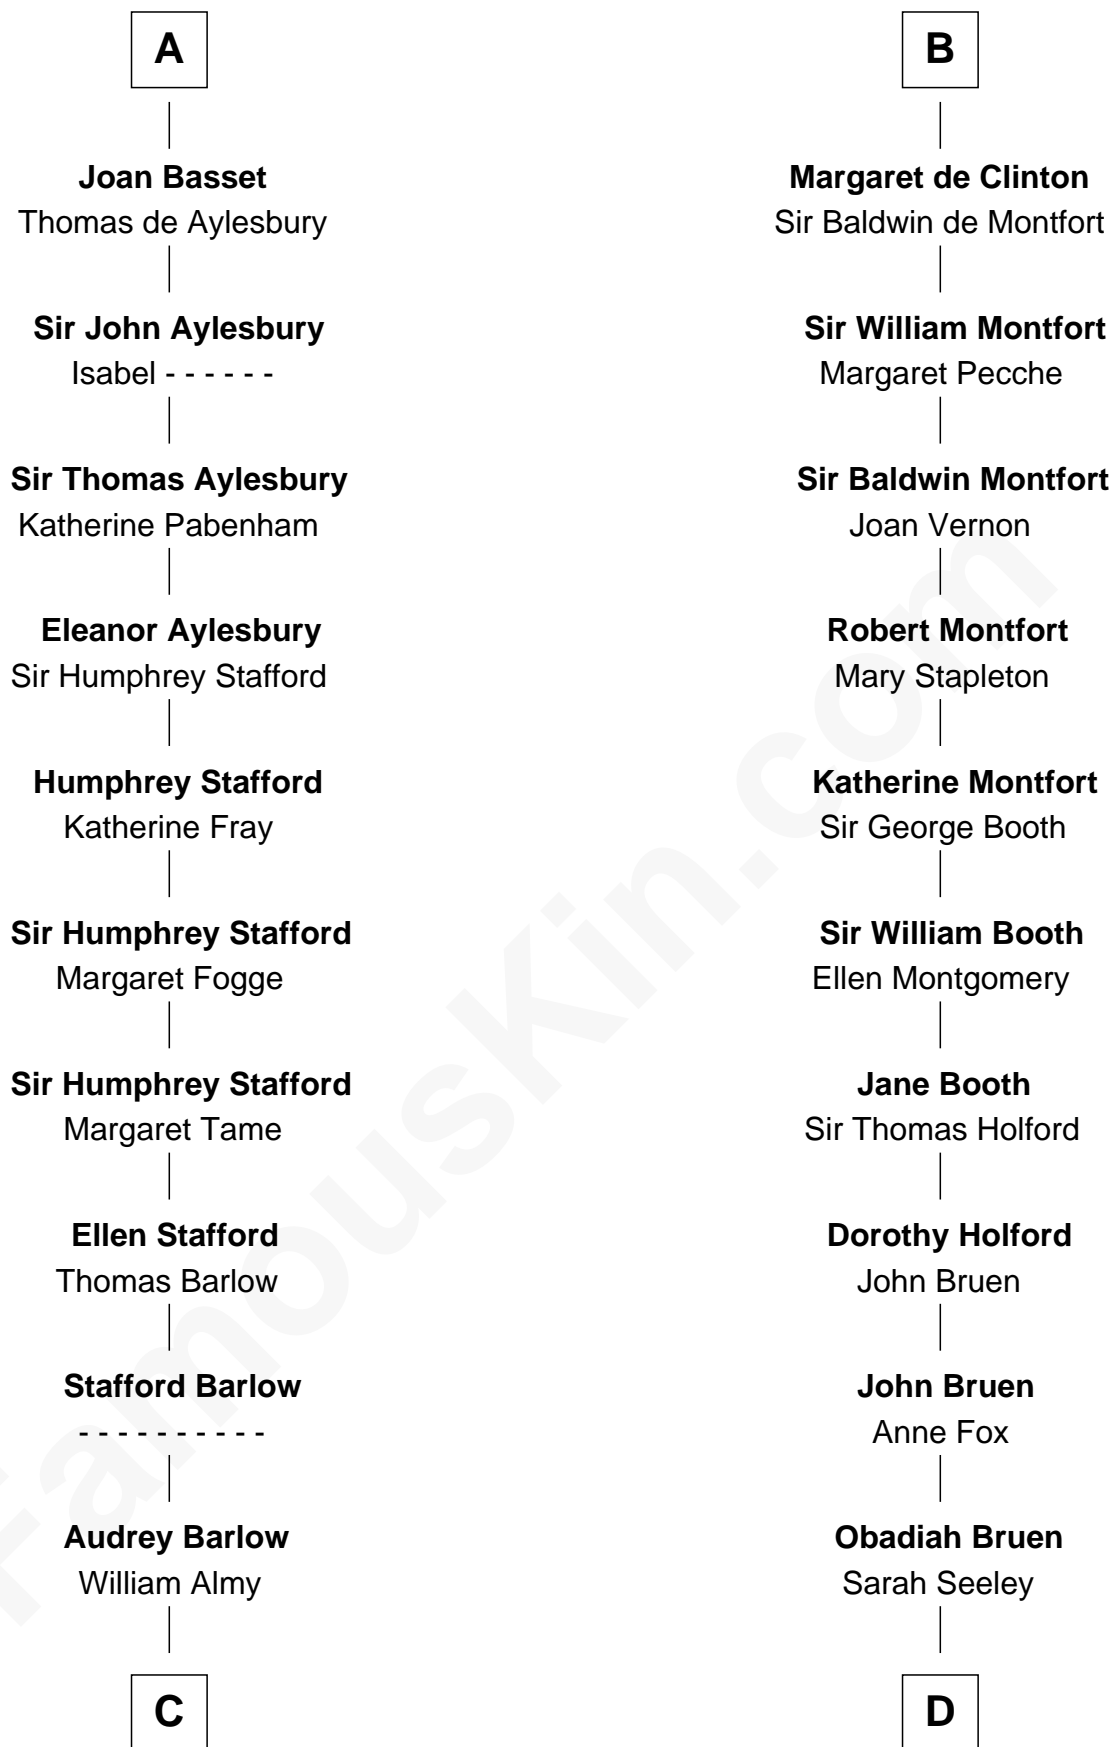 A
Joan Basset
Thomas de Aylesbury
Sir John Aylesbury
Isabel - - - - - -
Sir Thomas Aylesbury
Katherine Pabenham
Eleanor Aylesbury
Sir Humphrey Stafford
Humphrey Stafford
Katherine Fray
Sir Humphrey Stafford
Margaret Fogge
Sir Humphrey Stafford
Margaret Tame
Ellen Stafford
Thomas Barlow
Stafford Barlow
- - - - - - - - - -
Audrey Barlow
William Almy
C
B
Margaret de Clinton
Sir Baldwin de Montfort
Sir William Montfort
Margaret Pecche
Sir Baldwin Montfort
Joan Vernon
Robert Montfort
Mary Stapleton
Katherine Montfort
Sir George Booth
Sir William Booth
Ellen Montgomery
Jane Booth
Sir Thomas Holford
Dorothy Holford
John Bruen
John Bruen
Anne Fox
Obadiah Bruen
Sarah Seeley
D
FamousKin.com